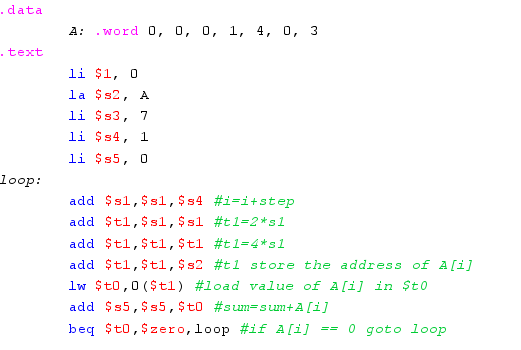 .data
A: .word 0, 0, 0, 1, 4, 0, 3
.text
li $1, 0
la $s2, A
li $s3, 7
li $s4, 1
li $s5, 0
loop:
add $s1,$s1,$s4 #i=i+step
add $t1,$s1,$s1 #t1=2*s1
add $t1,$t1,$t1 #t1=4*s1
add $t1,$t1,$s2 #t1 store the address of A[i]
lw $t0,0($t1) #load value of A[i] in $t0
add $s5,$s5,$t0 #sum=sum+A[i]
beq $t0,$zero,loop #if A[i] == 0 goto loop